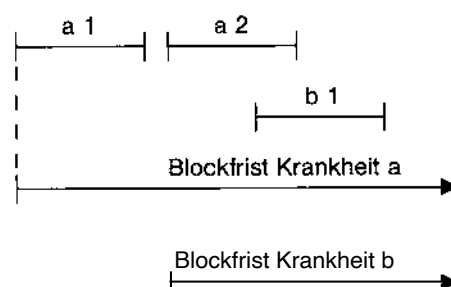 a 1 a 2
b 1
Blockfrist Krankheit a
Blockfrist Krankheit b